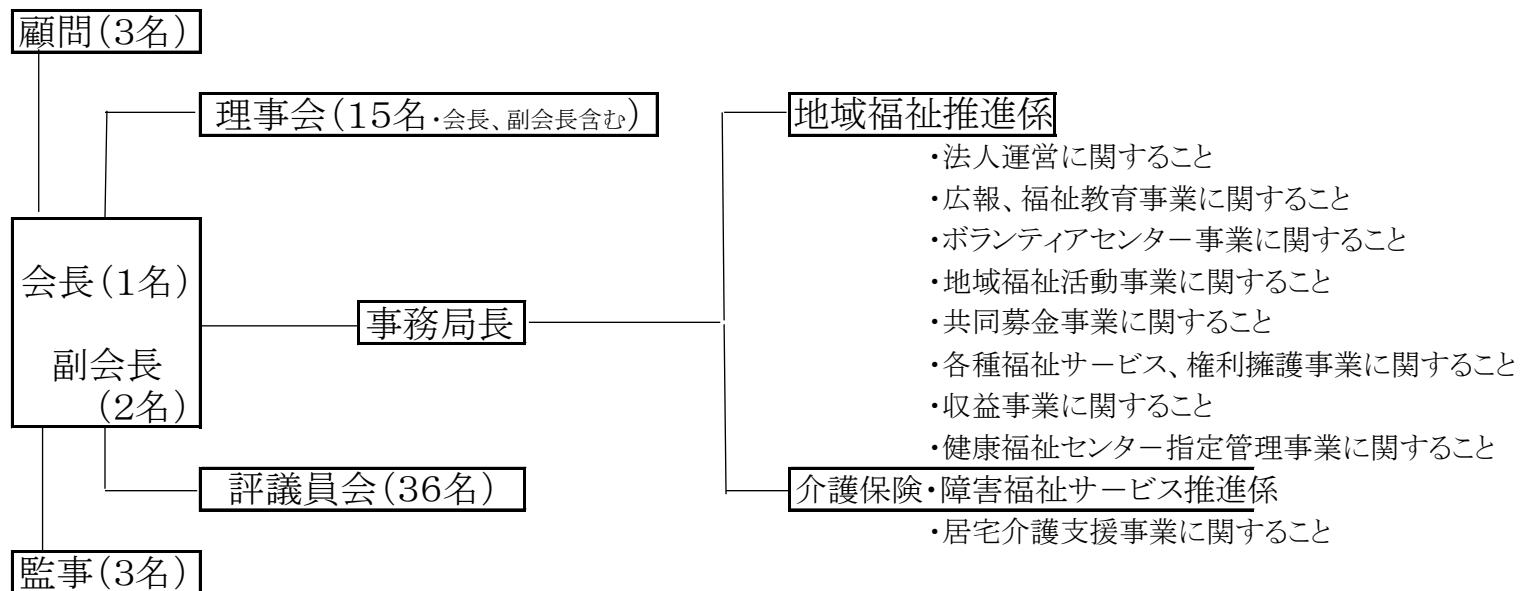 顧問(3名)
理事会(15名・会長、副会長含む)
地域福祉推進係
・法人運営に関すること
・広報、福祉教育事業に関すること
・ボランティアセンター事業に関すること
会長(1名)
・地域福祉活動事業に関すること
事務局長
・共同募金事業に関すること
副会長
(2名)
・各種福祉サービス、権利擁護事業に関すること
・収益事業に関すること
・健康福祉センター指定管理事業に関すること
評議員会(36名)
介護保険・障害福祉サービス推進係
・居宅介護支援事業に関すること
監事(3名)